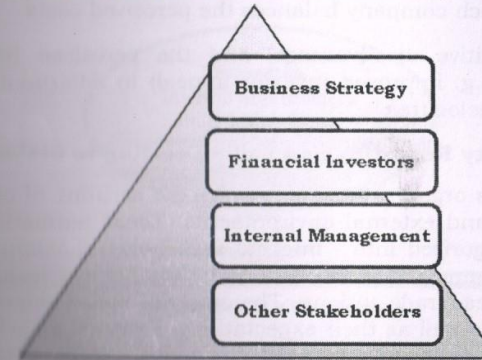 Business Strategy
Financial Investors
Internal Management
Other Stakeholders